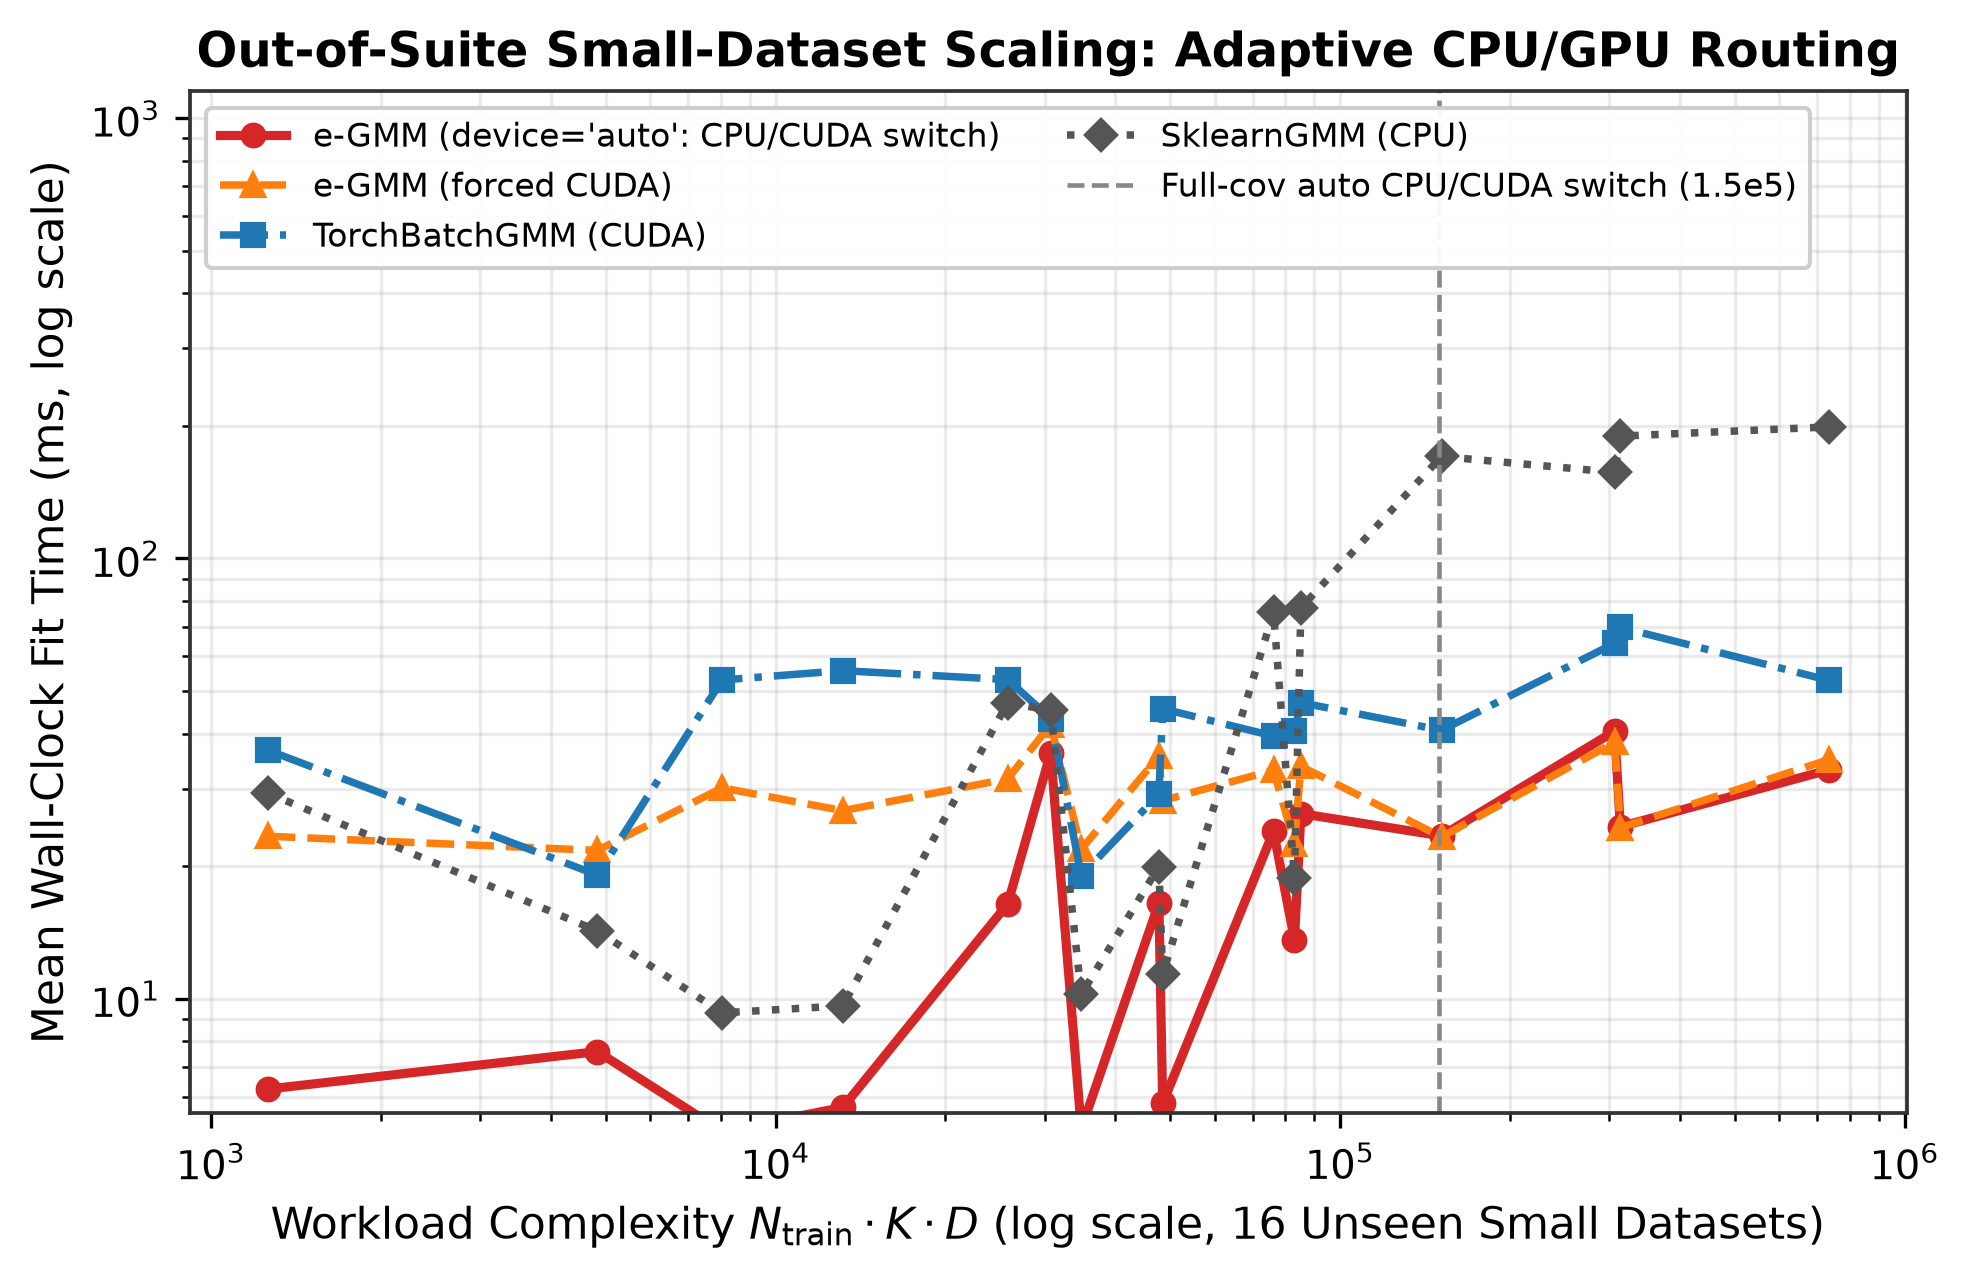 Out-of-Suite Small-Dataset Scaling: Adaptive CPU/GPU Routing
e-GMM (device='auto': CPU/CUDA switch)
e-GMM (forced CUDA)
TorchBatchGMM (CUDA)
SklearnGMM (CPU)
Full-cov auto CPU/CUDA switch (1.5e5)
Mean Wall-Clock Fit Time (ms, log scale)
10³
10²
10¹
10³ 10⁴ 10⁵ 10⁶
Workload Complexity N_train · K · D (log scale, 16 Unseen Small Datasets)